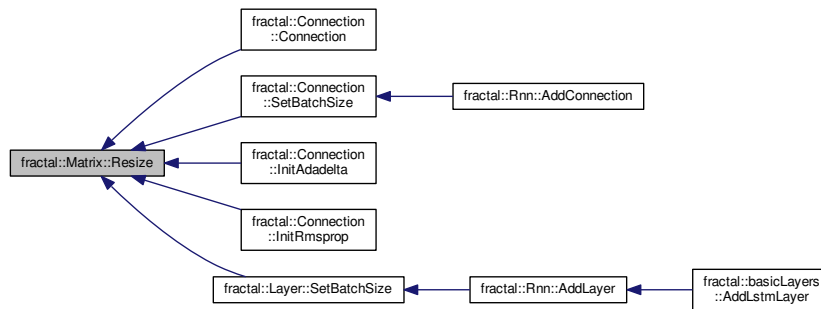 fractal::Connection
::Connection
fractal::Connection
::SetBatchSize
fractal::Rnn::AddConnection
fractal::Matrix::Resize
fractal::Connection
::InitAdadelta
fractal::Connection
::InitRmsprop
fractal::Layer::SetBatchSize
fractal::Rnn::AddLayer
fractal::basicLayers
::AddLstmLayer